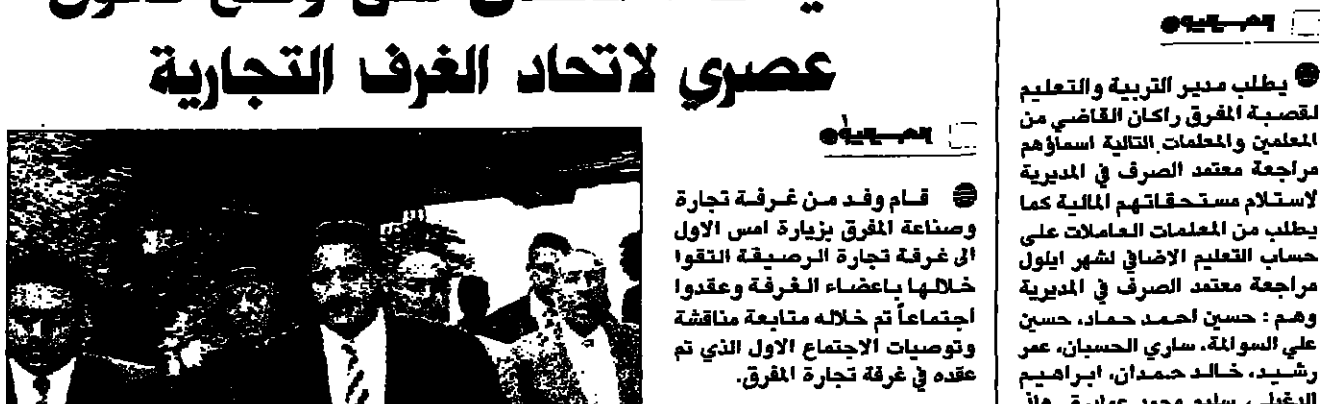 عصري لاتحاد الغرف التجارية
قام وفد من غرفة تجارة
وصناعة المفرق بزيارة امس الاول
الى غرفة تجارة الرصيفة التقوا
خلالها باعضاء الغرفة وعقدوا
اجتماعاً تم خلاله متابعة مناقشة
وتوصيات الاجتماع الاول الذي تم
عقده في غرفة تجارة المفرق.
يطلب مدير التربية والتعليم
لقصبة المفرق راكان القاضي من
المعلمين والمعلمات التالية اسماؤهم
مراجعة معتمد الصرف في المديرية
لاستلام مستحقاتهم المالية كما
يطلب من المعلمات العاملات على
حساب التعليم الاضافي لشهر ايلول
مراجعة معتمد الصرف في المديرية
وهم : حسين احمد حماد، حسين
علي السوالمة، ساري الحسبان، عمر
رشيد، خالد حمدان، ابراهيم